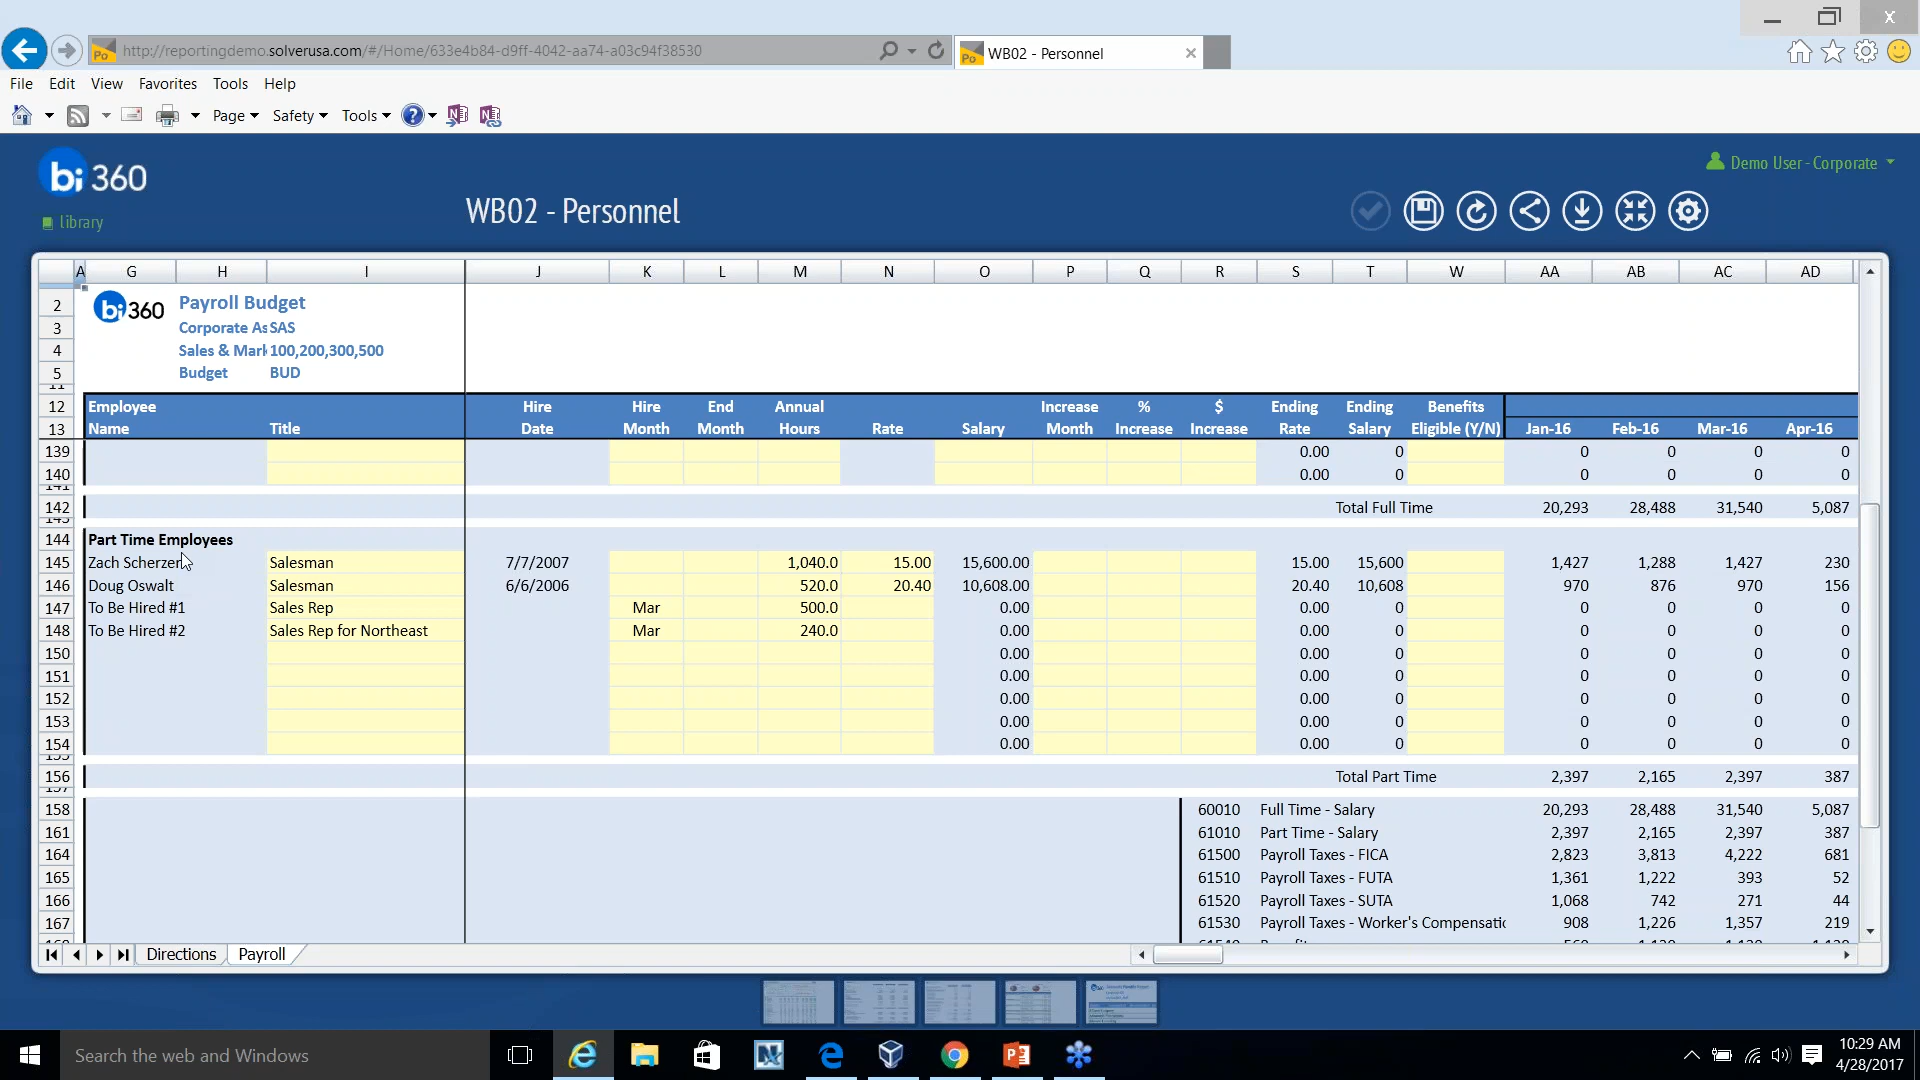 http://reportingdemo.solverusa.com/#/Home/633e4b84-d9ff-4042-aa74-a03c94f38530
WB02 - Personnel
File Edit View Favorites Tools Help
Page Safety Tools
bi 360
Demo User - Corporate
library
WB02 - Personnel
A G H I J K L M N O P Q R S T W AA AB AC AD
2 bi360 Payroll Budget
3 Corporate As SAS
4 Sales & Mark 100,200,300,500
5 Budget BUD
11
12 Employee Hire Hire End Annual Increase % $ Ending Ending Benefits
13 Name Title Date Month Month Hours Rate Salary Month Increase Increase Rate Salary Eligible (Y/N) Jan-16 Feb-16 Mar-16 Apr-16
139 0.00 0 0 0 0 0
140 0.00 0 0 0 0 0
141
142 Total Full Time 20,293 28,488 31,540 5,087
143
144 Part Time Employees
145 Zach Scherzer Salesman 7/7/2007 1,040.0 15.00 15,600.00 15.00 15,600 1,427 1,288 1,427 230
146 Doug Oswalt Salesman 6/6/2006 520.0 20.40 10,608.00 20.40 10,608 970 876 970 156
147 To Be Hired #1 Sales Rep Mar 500.0 0.00 0.00 0 0 0 0 0
148 To Be Hired #2 Sales Rep for Northeast Mar 240.0 0.00 0.00 0 0 0 0 0
150 0.00 0.00 0 0 0 0 0
151 0.00 0.00 0 0 0 0 0
152 0.00 0.00 0 0 0 0 0
153 0.00 0.00 0 0 0 0 0
154 0.00 0.00 0 0 0 0 0
155
156 Total Part Time 2,397 2,165 2,397 387
157
158 60010 Full Time - Salary 20,293 28,488 31,540 5,087
161 61010 Part Time - Salary 2,397 2,165 2,397 387
164 61500 Payroll Taxes - FICA 2,823 3,813 4,222 681
165 61510 Payroll Taxes - FUTA 1,361 1,222 393 52
166 61520 Payroll Taxes - SUTA 1,068 742 271 44
167 61530 Payroll Taxes - Worker's Compensatic 908 1,226 1,357 219
Directions Payroll
Search the web and Windows
10:29 AM
4/28/2017